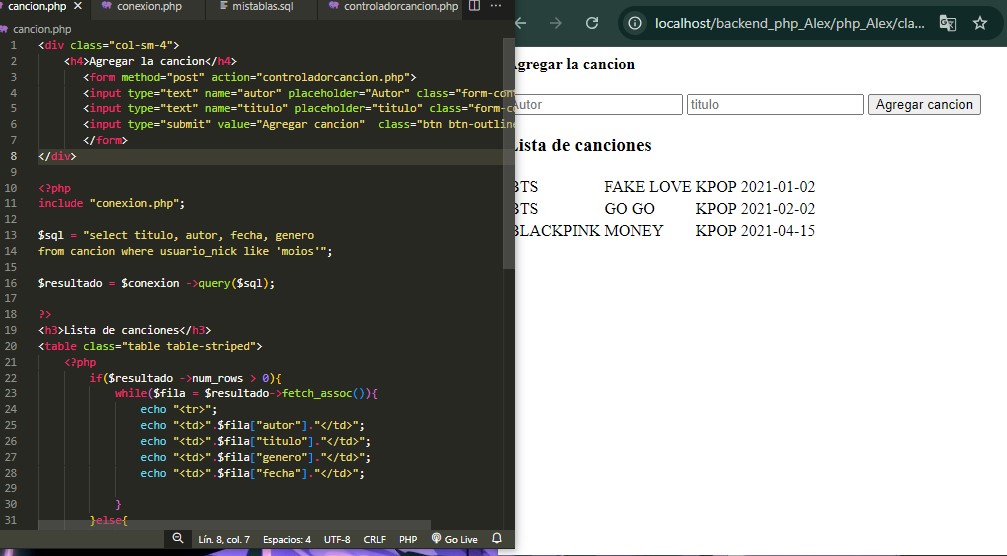 cancion.php
conexion.php
mistablas.sql
controladorcancion.php
cancion.php
1 <div class="col-sm-4">
2 <h4>Agregar la cancion</h4>
3 <form method="post" action="controladorcancion.php">
4 <input type="text" name="autor" placeholder="Autor" class="form-con
5 <input type="text" name="titulo" placeholder="titulo" class="form-co
6 <input type="submit" value="Agregar cancion" class="btn btn-outlin
7 </form>
8 </div>
9
10 <?php
11 include "conexion.php";
12
13 $sql = "select titulo, autor, fecha, genero
14 from cancion where usuario_nick like 'moios'";
15
16 $resultado = $conexion ->query($sql);
17
18 ?>
19 <h3>Lista de canciones</h3>
20 <table class="table table-striped">
21 <?php
22 if($resultado ->num_rows > 0){
23 while($fila = $resultado->fetch_assoc()){
24 echo "<tr>";
25 echo "<td>".$fila["autor"]."</td>";
26 echo "<td>".$fila["titulo"]."</td>";
27 echo "<td>".$fila["genero"]."</td>";
28 echo "<td>".$fila["fecha"]."</td>";
29
30 }
31 }else{
Lín. 8, col. 7 Espacios: 4 UTF-8 CRLF PHP Go Live
localhost/backend_php_Alex/php_Alex/cla...
Agregar la cancion
Autor titulo Agregar cancion
Lista de canciones
BTS FAKE LOVE KPOP 2021-01-02
BTS GO GO KPOP 2021-02-02
BLACKPINK MONEY KPOP 2021-04-15